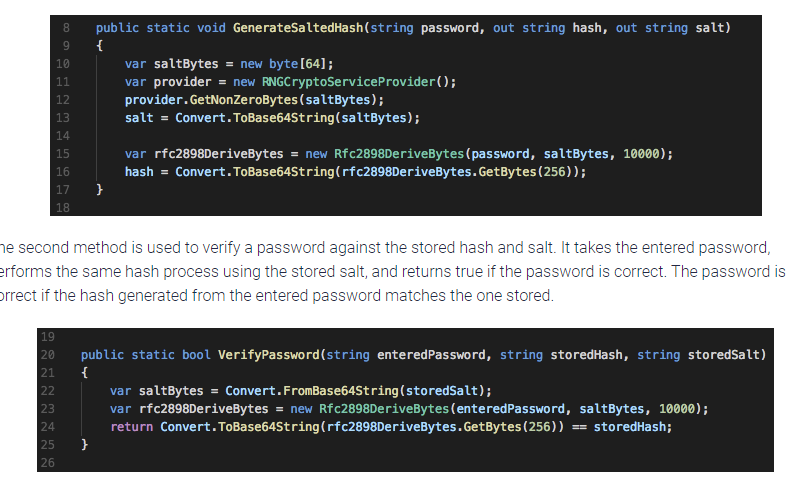 8 public static void GenerateSaltedHash(string password, out string hash, out string salt)
9 {
10 var saltBytes = new byte[64];
11 var provider = new RNGCryptoServiceProvider();
12 provider.GetNonZeroBytes(saltBytes);
13 salt = Convert.ToBase64String(saltBytes);
14
15 var rfc2898DeriveBytes = new Rfc2898DeriveBytes(password, saltBytes, 10000);
16 hash = Convert.ToBase64String(rfc2898DeriveBytes.GetBytes(256));
17 }
18
he second method is used to verify a password against the stored hash and salt. It takes the entered password,
erforms the same hash process using the stored salt, and returns true if the password is correct. The password is
orrect if the hash generated from the entered password matches the one stored.
19
20 public static bool VerifyPassword(string enteredPassword, string storedHash, string storedSalt)
21 {
22 var saltBytes = Convert.FromBase64String(storedSalt);
23 var rfc2898DeriveBytes = new Rfc2898DeriveBytes(enteredPassword, saltBytes, 10000);
24 return Convert.ToBase64String(rfc2898DeriveBytes.GetBytes(256)) == storedHash;
25 }
26